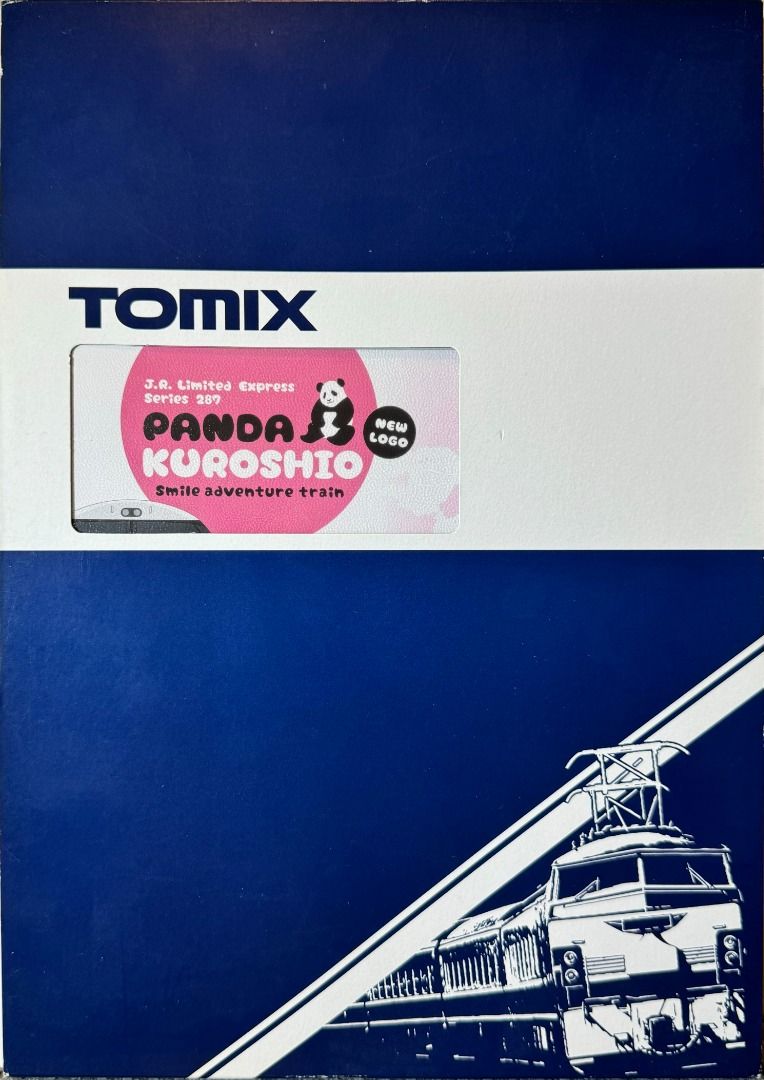 TOMIX
J.R. Limited Express
Series 287
PANDA
NEW
LOGO
KUROSHIO
Smile adventure train